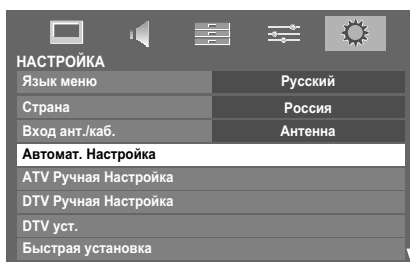 НАСТРОЙКА
Язык меню Русский
Страна Россия
Вход ант./каб. Антенна
Автомат. Настройка
ATV Ручная Настройка
DTV Ручная Настройка
DTV уст.
Быстрая установка